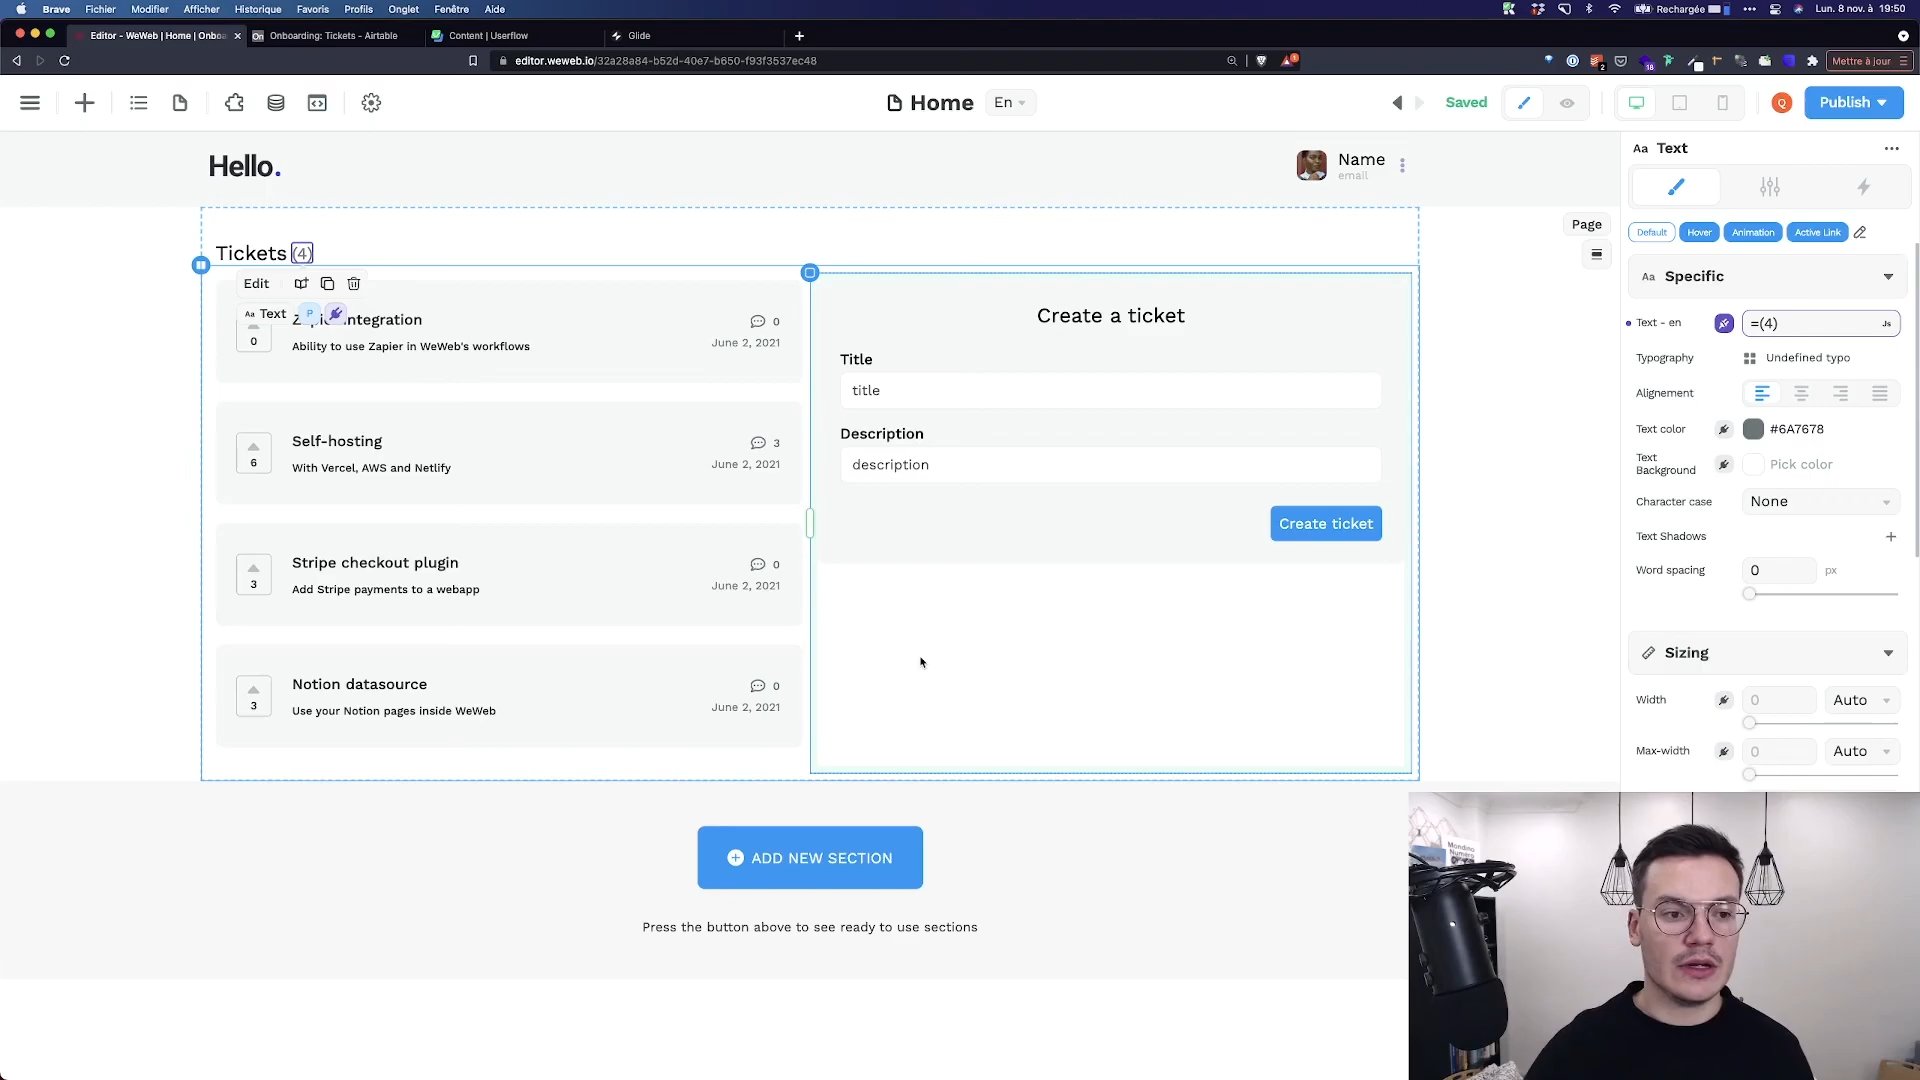 Brave Fichier Modifier Afficher Historique Favoris Profils Onglet Fenêtre Aide Rechargée Lun. 8 nov. à 19:50
Editor - WeWeb | Home | Onbo On Onboarding: Tickets - Airtable Content | Userflow Glide
editor.weweb.io/32a28a84-b52d-40e7-b650-f93f3537ec48 Mettre à jour
Home En Saved Q Publish
Hello.
Name
email
Page
Tickets (4)
Edit
Aa Text P
Zapier integration
0
Ability to use Zapier in WeWeb's workflows
0
June 2, 2021
Self-hosting
6
With Vercel, AWS and Netlify
3
June 2, 2021
Stripe checkout plugin
3
Add Stripe payments to a webapp
0
June 2, 2021
Notion datasource
3
Use your Notion pages inside WeWeb
0
June 2, 2021
Create a ticket
Title
title
Description
description
Create ticket
ADD NEW SECTION
Press the button above to see ready to use sections
Aa Text
Default Hover Animation Active Link
Aa Specific
Text - en =(4) Js
Typography Undefined typo
Alignement
Text color #6A7678
Text
Background Pick color
Character case None
Text Shadows
Word spacing 0 px
Sizing
Width 0 Auto
Max-width 0 Auto